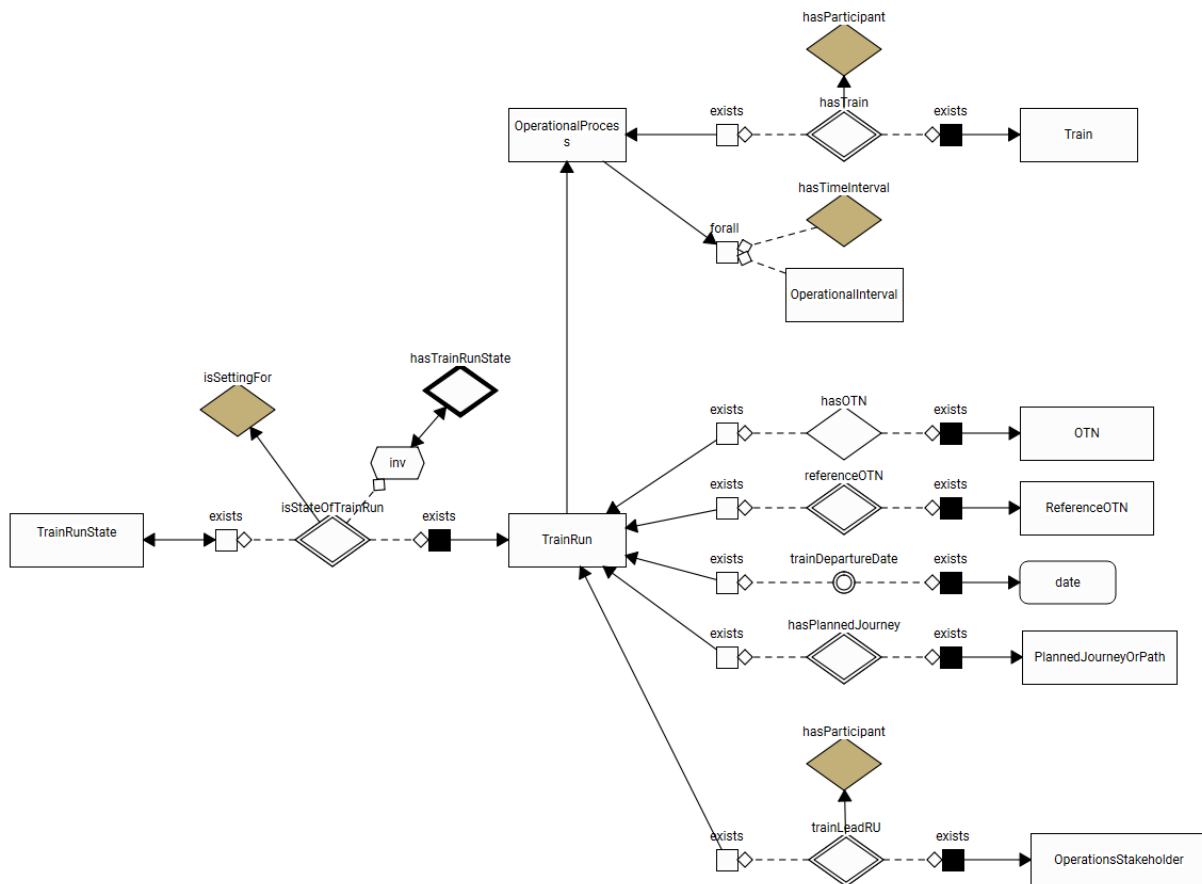 hasParticipant
exists
hasTrain
exists
OperationalProces
s
Train
hasTimeInterval
forall
OperationalInterval
hasTrainRunState
isSettingFor
hasOTN
exists
exists
OTN
inv
referenceOTN
exists
exists
ReferenceOTN
isStateOfTrainRun
TrainRunState
exists
exists
TrainRun
trainDepartureDate
exists
exists
date
hasPlannedJourney
exists
exists
PlannedJourneyOrPath
hasParticipant
trainLeadRU
exists
exists
OperationsStakeholder